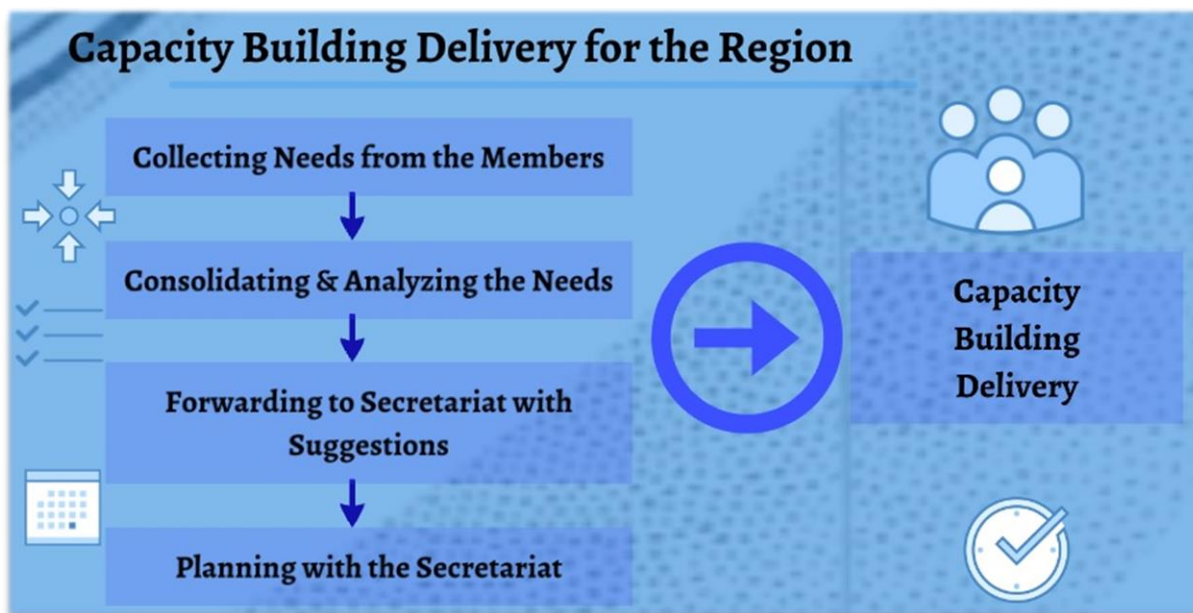 Capacity Building Delivery for the Region
Collecting Needs from the Members
Consolidating & Analyzing the Needs
Forwarding to Secretariat with
Suggestions
Planning with the Secretariat
Capacity
Building
Delivery